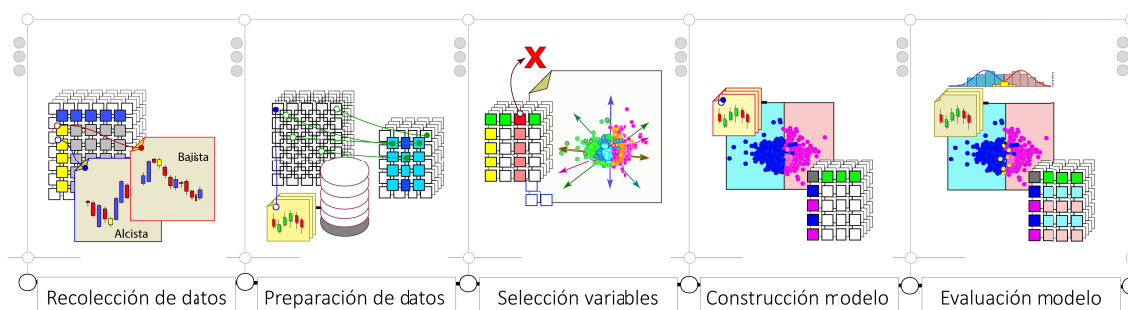 Bajista
Alcista
X
Recolección de datos
Preparación de datos
Selección variables
Construcción modelo
Evaluación modelo